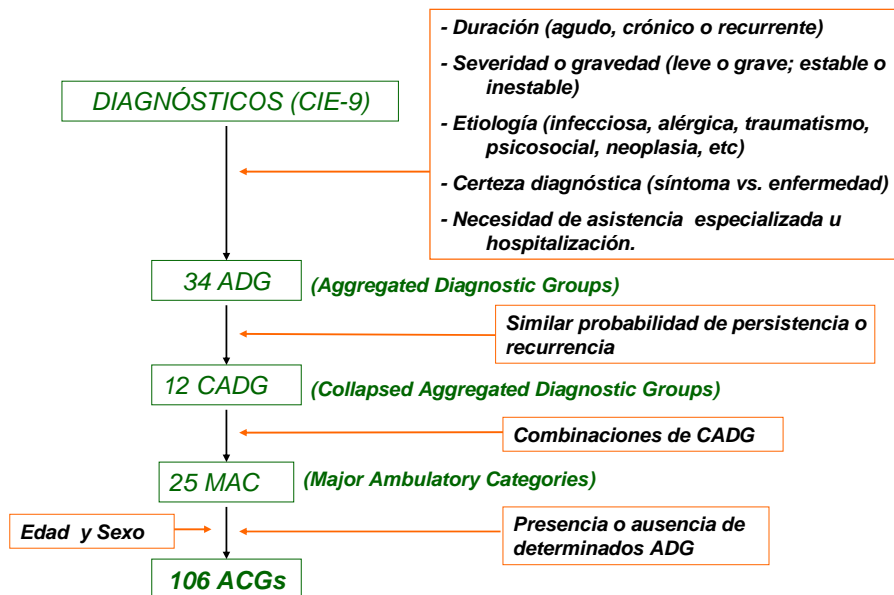 - Duración (agudo, crónico o recurrente)
- Severidad o gravedad (leve o grave; estable o
inestable)
DIAGNÓSTICOS (CIE-9)
- Etiología (infecciosa, alérgica, traumatismo,
psicosocial, neoplasia, etc)
- Certeza diagnóstica (síntoma vs. enfermedad)
- Necesidad de asistencia especializada u
hospitalización.
34 ADG
(Aggregated Diagnostic Groups)
Similar probabilidad de persistencia o
recurrencia
12 CADG
(Collapsed Aggregated Diagnostic Groups)
Combinaciones de CADG
25 MAC
(Major Ambulatory Categories)
Edad y Sexo
Presencia o ausencia de
determinados ADG
106 ACGs